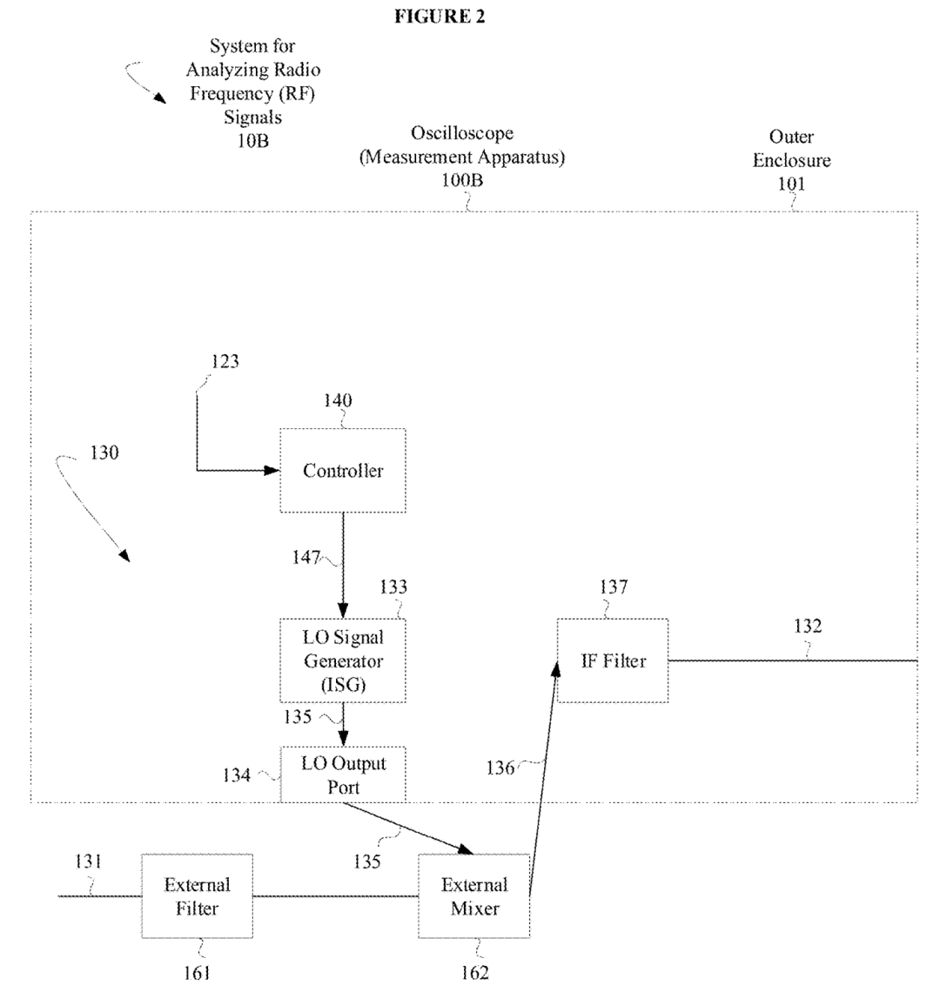 FIGURE 2
System for
Analyzing Radio
Frequency (RF)
Signals
10B
Oscilloscope
(Measurement Apparatus)
100B
Outer
Enclosure
101
123
140
Controller
130
147
133
LO Signal
Generator
(ISG)
137
IF Filter
132
135
134
LO Output
Port
136
135
131
External
Filter
161
External
Mixer
162